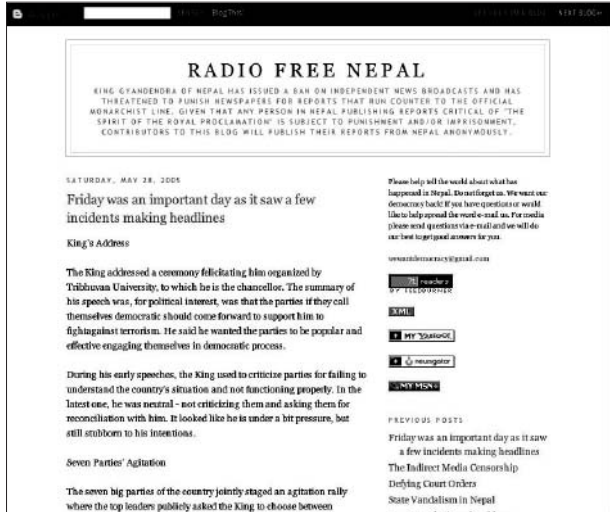 BlogThis!
NEXT BLOG»
RADIO FREE NEPAL
KING GYANDENDRA OF NEPAL HAS ISSUED A BAN ON INDEPENDENT NEWS BROADCASTS AND HAS
THREATENED TO PUNISH NEWSPAPERS FOR REPORTS THAT RUN COUNTER TO THE OFFICIAL
MONARCHIST LINE. GIVEN THAT ANY PERSON IN NEPAL PUBLISHING REPORTS CRITICAL OF "THE
SPIRIT OF THE ROYAL PROCLAMATION" IS SUBJECT TO PUNISHMENT AND/OR IMPRISONMENT,
CONTRIBUTORS TO THIS BLOG WILL PUBLISH THEIR REPORTS FROM NEPAL ANONYMOUSLY.
SATURDAY, MAY 28, 2005
Friday was an important day as it saw a few
incidents making headlines
King's Address
The King addressed a ceremony felicitating him organized by
Tribhuvan University, to which he is the chancellor. The summary of
his speech was, for political interest, was that the parties if they call
themselves democratic should come forward to support him to
fightagainst terrorism. He said he wanted the parties to be popular and
effective engaging themselves in democratic process.
During his early speeches, the King used to criticize parties for failing to
understand the country's situation and not functioning properly. In the
latest one, he was neutral - not criticizing them and asking them for
reconciliation with him. It looked like he is under a bit pressure, but
still stubborn to his intentions.
Seven Parties' Agitation
The seven big parties of the country jointly staged an agitation rally
where the top leaders publicly asked the King to choose between
Please help tell the world about what has
happened in Nepal. Do not forget us. We want our
democracy back! If you have questions or would
like to help spread the word e-mail us. For media
please send questions via e-mail and we will do
our best to get good answers for you.
wewantdemocracy@gmail.com
readers
BY FEEDBURNER
XML
MY YAHOO!
newsgator
MY MSN
PREVIOUS POSTS
Friday was an important day as it saw
a few incidents making headlines
The Indirect Media Censorship
Defying Court Orders
State Vandalism in Nepal